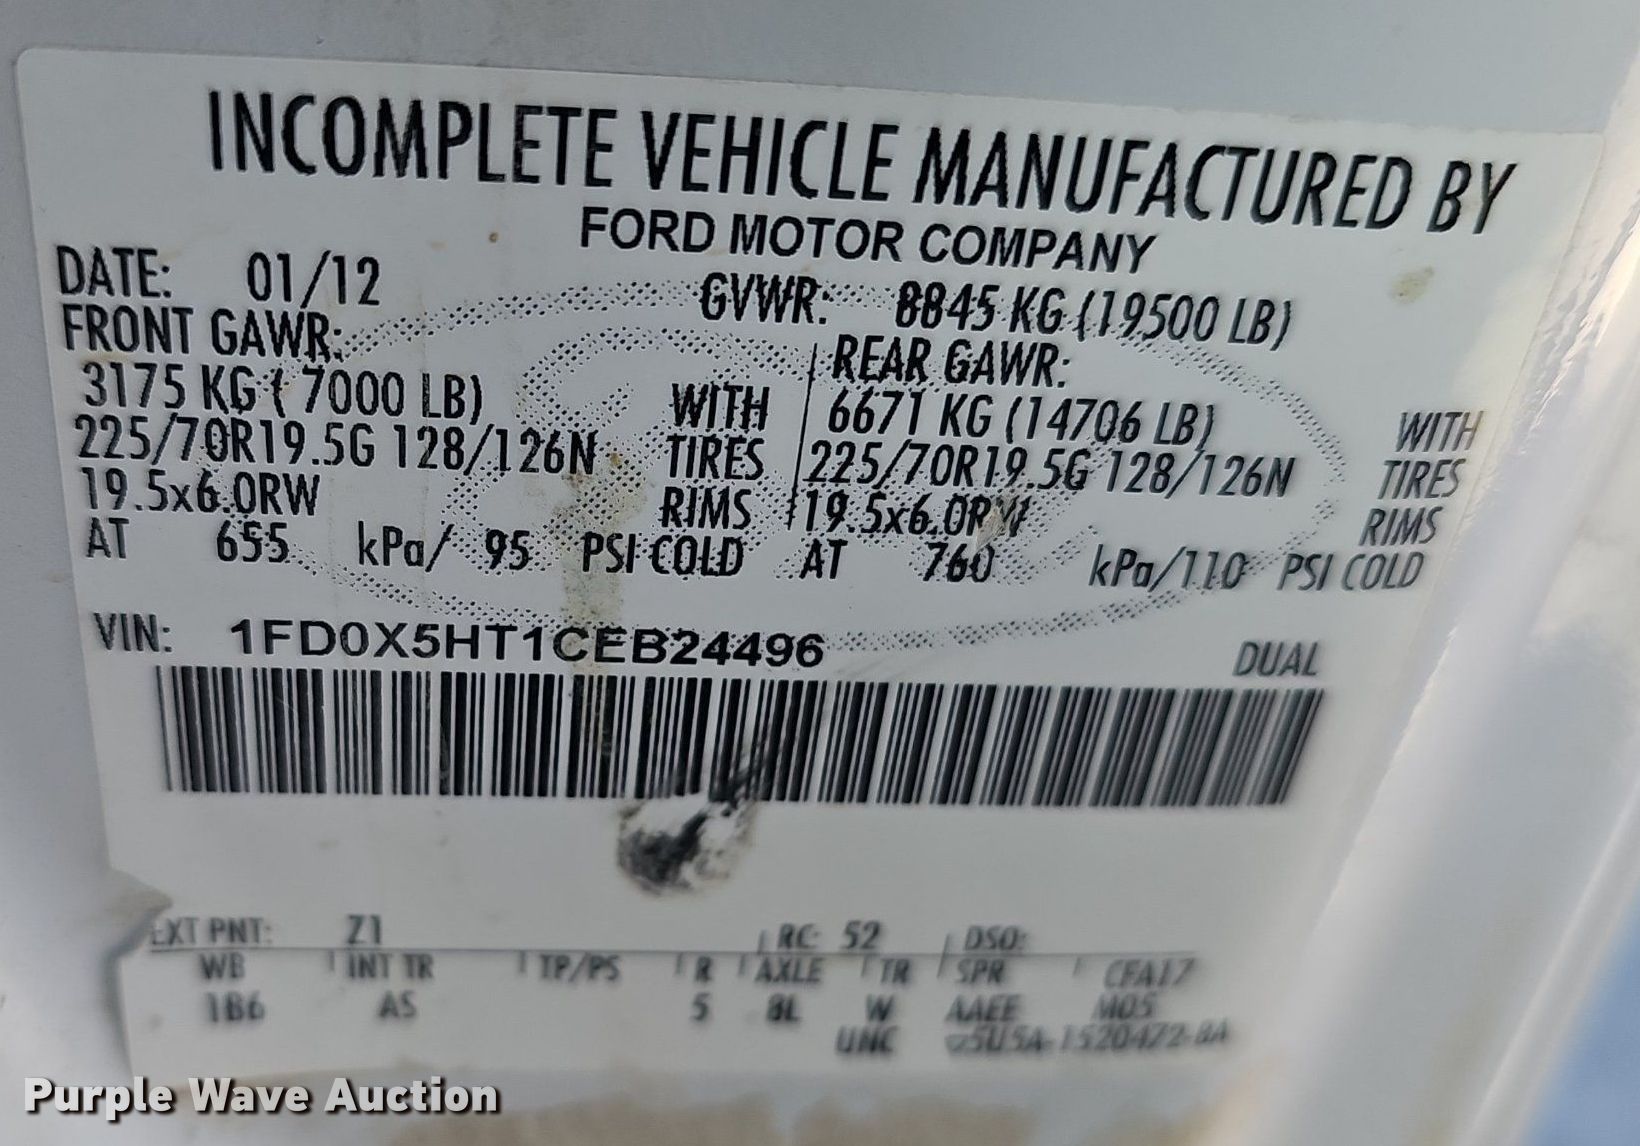 INCOMPLETE VEHICLE MANUFACTURED BY
FORD MOTOR COMPANY
DATE: 01/12 GVWR: 8845 KG (19500 LB)
FRONT GAWR: REAR GAWR:
3175 KG ( 7000 LB) WITH 6671 KG (14706 LB) WITH
225/70R19.5G 128/126N TIRES 225/70R19.5G 128/126N TIRES
19.5x6.0RW RIMS 19.5x6.0RW RIMS
AT 655 kPa/ 95 PSI COLD AT 760 kPa/110 PSI COLD
VIN: 1FD0X5HT1CEB24496
DUAL
EXT PNT: Z1 RC: 52 DSO:
WB INT TR TP/PS R AXLE TR SPR CFA17
186 AS 5 8L W AAEE M05
UNC
Purple Wave Auction